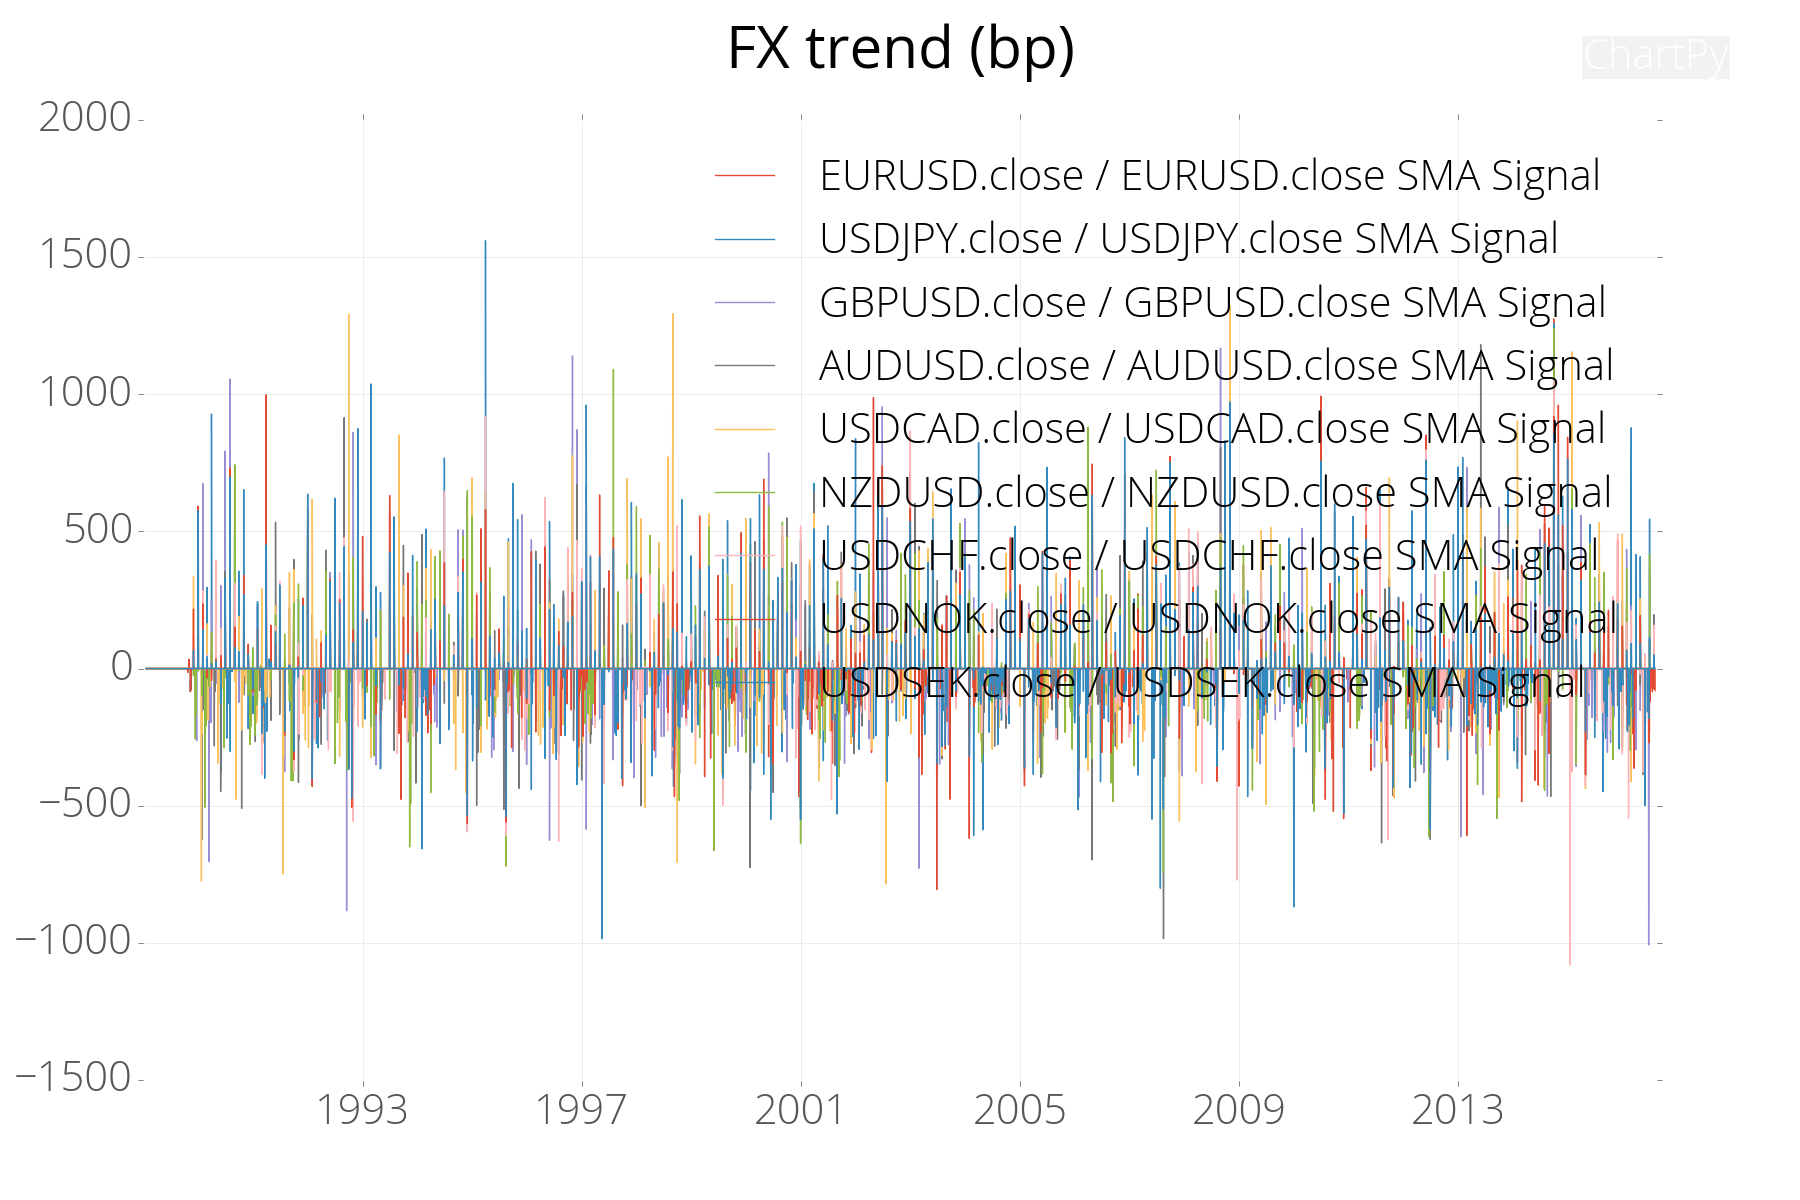 FX trend (bp)
ChartPy
2000
1500
1000
500
0
−500
−1000
−1500
EURUSD.close / EURUSD.close SMA Signal
USDJPY.close / USDJPY.close SMA Signal
GBPUSD.close / GBPUSD.close SMA Signal
AUDUSD.close / AUDUSD.close SMA Signal
USDCAD.close / USDCAD.close SMA Signal
NZDUSD.close / NZDUSD.close SMA Signal
USDCHF.close / USDCHF.close SMA Signal
USDNOK.close / USDNOK.close SMA Signal
USDSEK.close / USDSEK.close SMA Signal
1993 1997 2001 2005 2009 2013